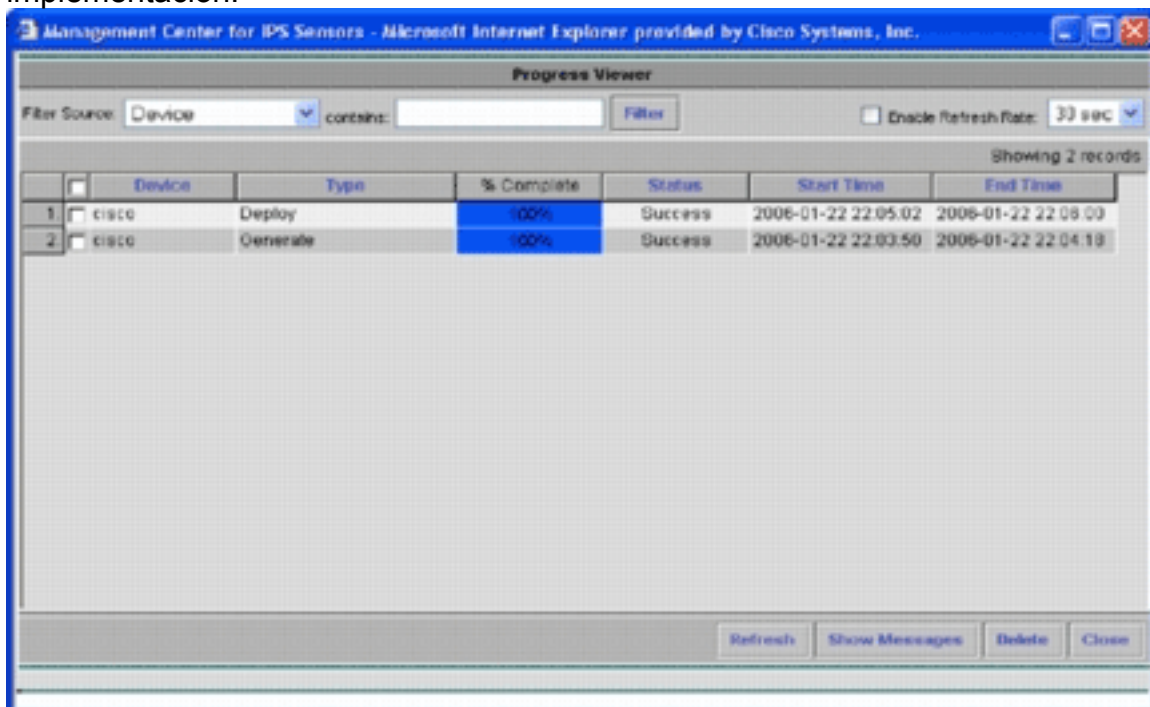 implementación.
Management Center for IPS Sensors - Microsoft Internet Explorer provided by Cisco Systems, Inc.
Progress Viewer
Filter Source: Device contains: Filter Enable Refresh Rate: 30 sec
Showing 2 records
Device Type % Complete Status Start Time End Time
1 cisco Deploy 100% Success 2006-01-22 22:05:02 2006-01-22 22:06:00
2 cisco Generate 100% Success 2006-01-22 22:03:50 2006-01-22 22:04:18
Refresh Show Messages Delete Close